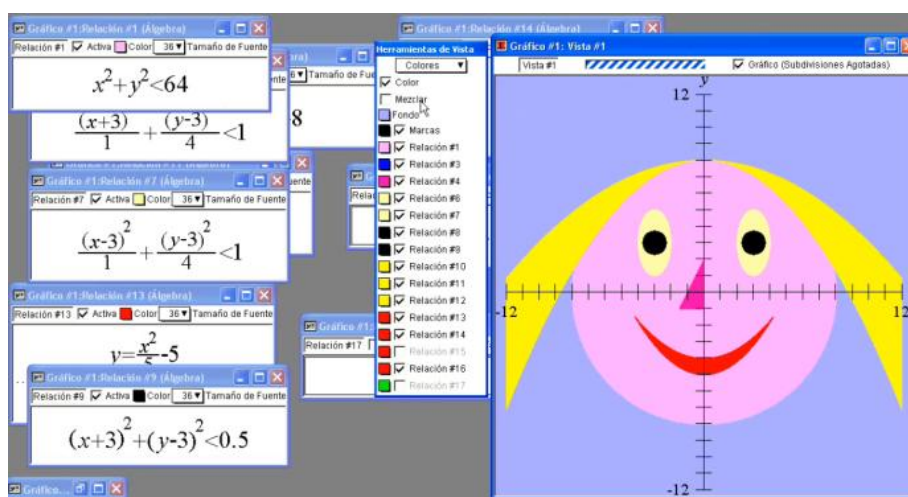 Gráfico #1:Relación #1 (Álgebra)
Relación #1 Activa Color 36 Tamaño de Fuente
x²+y²<64
(x+3)²/1 + (y-3)²/4 <1
Gráfico #1:Relación #7 (Álgebra)
Relación #7 Activa Color 36 Tamaño de Fuente
(x-3)²/1 + (y-3)²/4 <1
Gráfico #1:Relación #13 (Álgebra)
Relación #13 Activa Color 36 Tamaño de Fuente
y=x²/5-5
Gráfico #1:Relación #9 (Álgebra)
Relación #9 Activa Color 36 Tamaño de Fuente
(x+3)²+(y-3)²<0.5
Gráfico...
Gráfico #1:Relación #14 (Álgebra)
Tamaño de Fue
8
Relación #17
Herramientas de Vista
Colores
Color
Mezclar
Fondo
Marcas
Relación #1
Relación #3
Relación #4
Relación #6
Relación #7
Relación #8
Relación #9
Relación #10
Relación #11
Relación #12
Relación #13
Relación #14
Relación #15
Relación #16
Relación #17
Gráfico #1: Vista #1
Vista #1 Gráfico (Subdivisiones Agotadas)
y
12
-12
12
-12